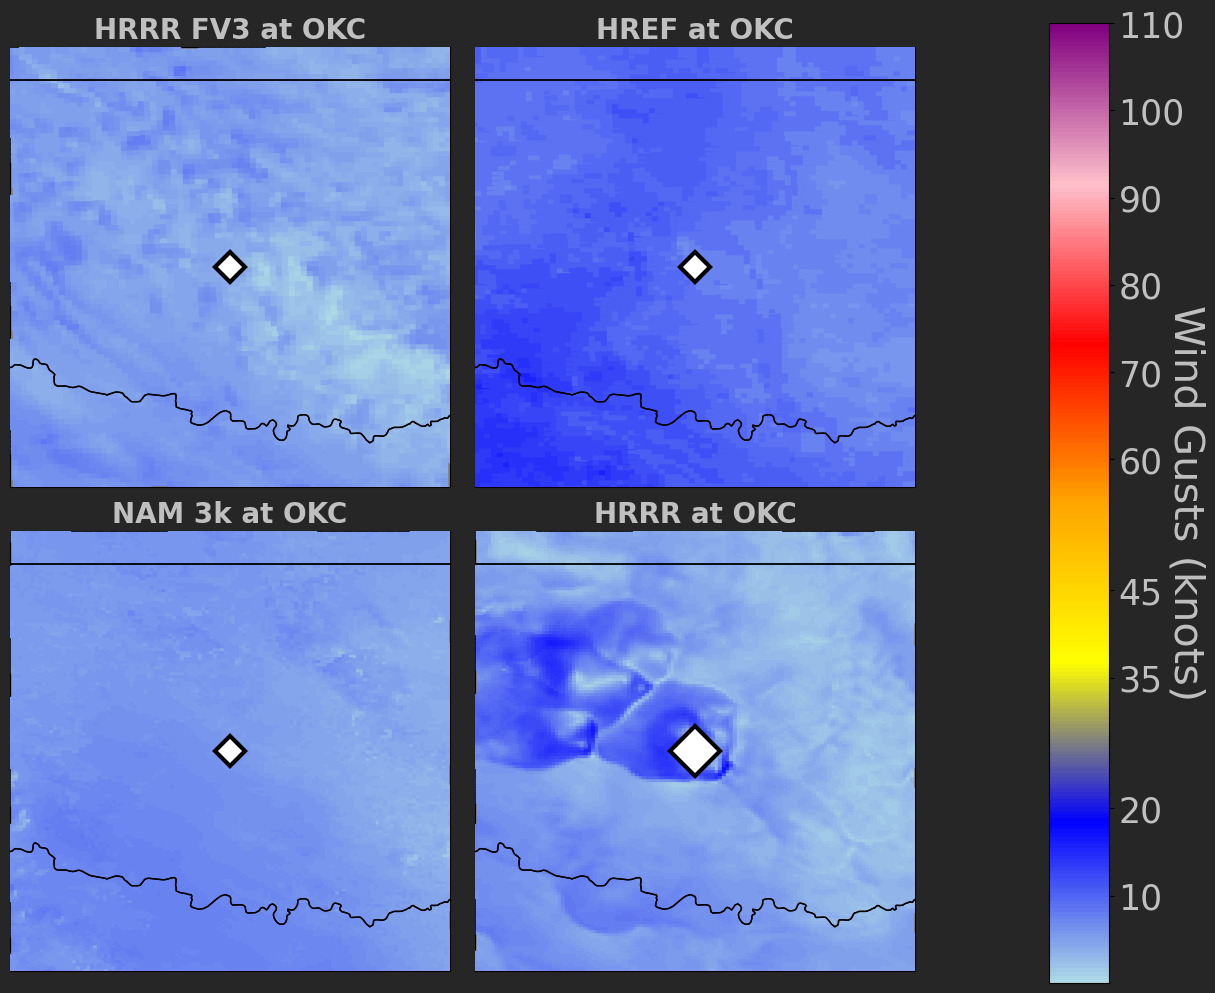 HRRR FV3 at OKC
HREF at OKC
NAM 3k at OKC
HRRR at OKC
110
100
90
80
70
60
45
35
20
10
Wind Gusts (knots)